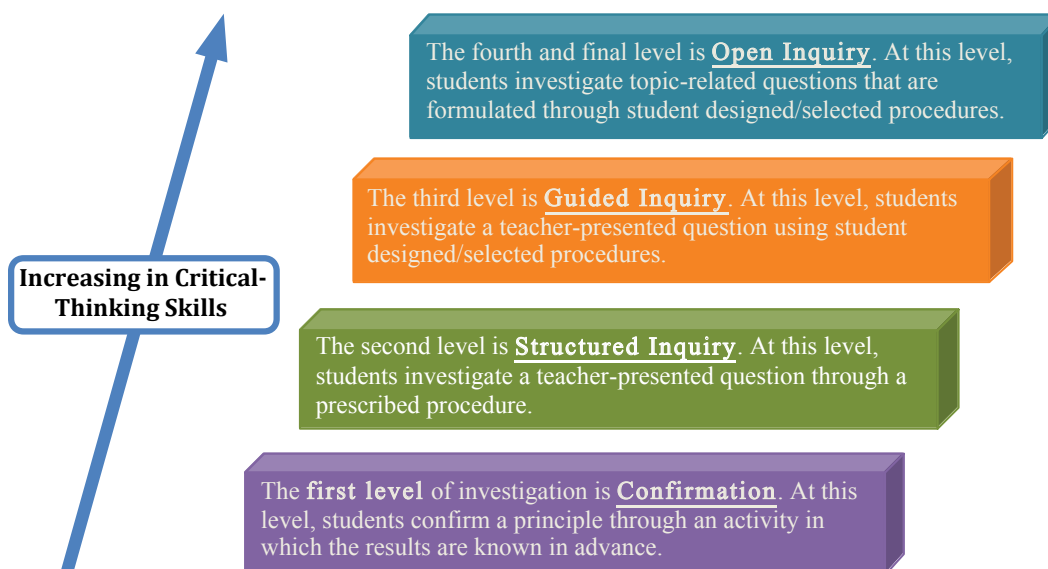 The fourth and final level is Open Inquiry. At this level,
students investigate topic-related questions that are
formulated through student designed/selected procedures.
The third level is Guided Inquiry. At this level, students
investigate a teacher-presented question using student
designed/selected procedures.
Increasing in Critical-
Thinking Skills
The second level is Structured Inquiry. At this level,
students investigate a teacher-presented question through a
prescribed procedure.
The first level of investigation is Confirmation. At this
level, students confirm a principle through an activity in
which the results are known in advance.